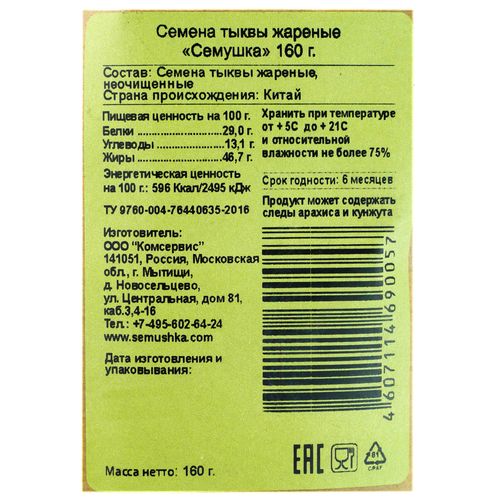 Семена тыквы жареные
«Семушка» 160 г.
Состав: Семена тыквы жареные,
неочищенные
Страна происхождения: Китай
Пищевая ценность на 100 г.
Белки ................... 29,0 г.
Углеводы .............. 13,1 г.
Жиры .................... 46,7 г.
Энергетическая ценность
на 100 г.: 596 Ккал/2495 кДж
ТУ 9760-004-76440635-2016
Изготовитель:
ООО "Комсервис"
141051, Россия, Московская
обл., г. Мытищи,
д. Новосельцево,
ул. Центральная, дом 81,
каб.3,4-16
Тел.: +7-495-602-64-24
www.semushka.com
Дата изготовления и
упаковывания:
Масса нетто: 160 г.
Хранить при температуре
от + 5С до + 21С
и относительной
влажности не более 75%
Срок годности: 6 месяцев
Продукт может содержать
следы арахиса и кунжута
4607114690057
EAC
81
C/PAP